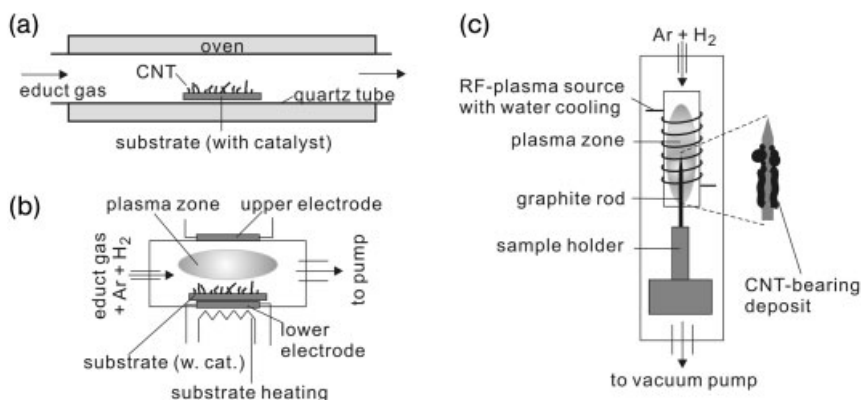 (a)
oven
CNT
educt gas
quartz tube
substrate (with catalyst)
(b)
plasma zone
upper electrode
educt gas
+ Ar + H₂
to pump
lower
electrode
substrate (w. cat.)
substrate heating
(c)
Ar + H₂
RF-plasma source
with water cooling
plasma zone
graphite rod
sample holder
CNT-bearing
deposit
to vacuum pump